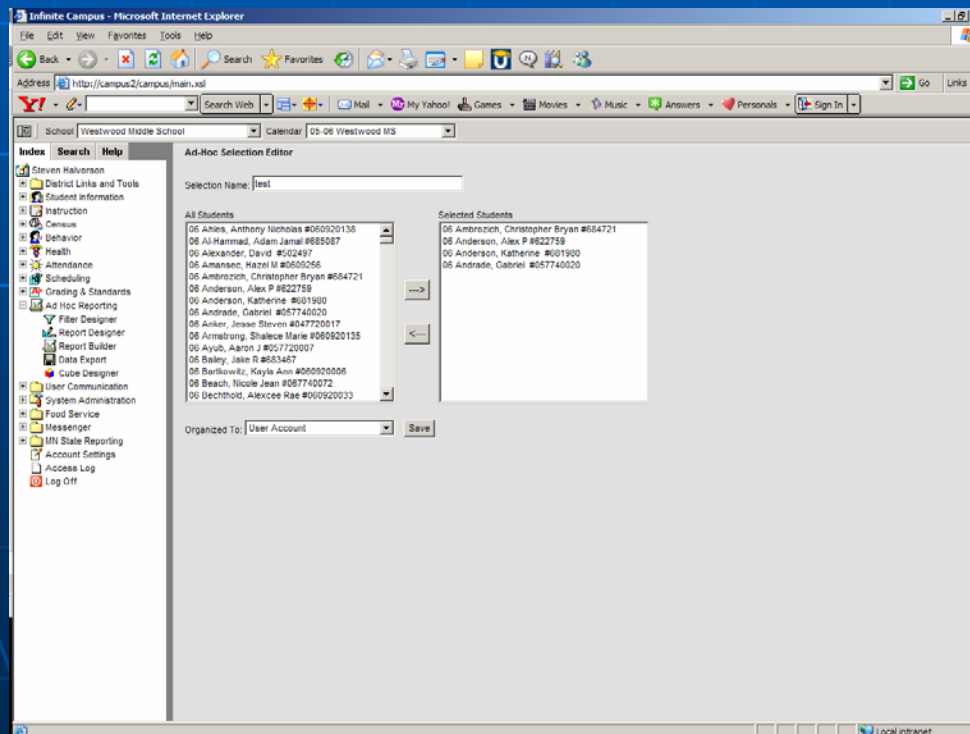 Infinite Campus - Microsoft Internet Explorer
File Edit View Favorites Tools Help
Back Search Favorites
Address http://campus2/campus/main.xsl Go Links
Y! Search Web Mail My Yahoo! Games Movies Music Answers Personals Sign In
School Westwood Middle School Calendar 05-06 Westwood MS
Index Search Help
Steven Halvorson
District Links and Tools
Student Information
Instruction
Census
Behavior
Health
Attendance
Scheduling
Grading & Standards
Ad Hoc Reporting
Filter Designer
Report Designer
Report Builder
Data Export
Cube Designer
User Communication
System Administration
Food Service
Messenger
MN State Reporting
Account Settings
Access Log
Log Off
Ad-Hoc Selection Editor
Selection Name: test
All Students
06 Ahles, Anthony Nicholas #060920138
06 Al-Hammad, Adam Jamal #685087
06 Alexander, David #502497
06 Amansec, Hazel M #0609256
06 Ambrozich, Christopher Bryan #684721
06 Anderson, Alex P #622759
06 Anderson, Katherine #681980
06 Andrade, Gabriel #057740020
06 Anker, Jesse Steven #047720017
06 Armstrong, Shalece Marie #060920135
06 Ayub, Aaron J #057720007
06 Bailey, Jake R #683467
06 Bartkowitz, Kayla Ann #060920006
06 Beach, Nicole Jean #067740072
06 Bechthold, Alexcee Rae #060920033
--->
<---
Selected Students
06 Ambrozich, Christopher Bryan #684721
06 Anderson, Alex P #622759
06 Anderson, Katherine #681980
06 Andrade, Gabriel #057740020
Organized To: User Account Save
Local intranet